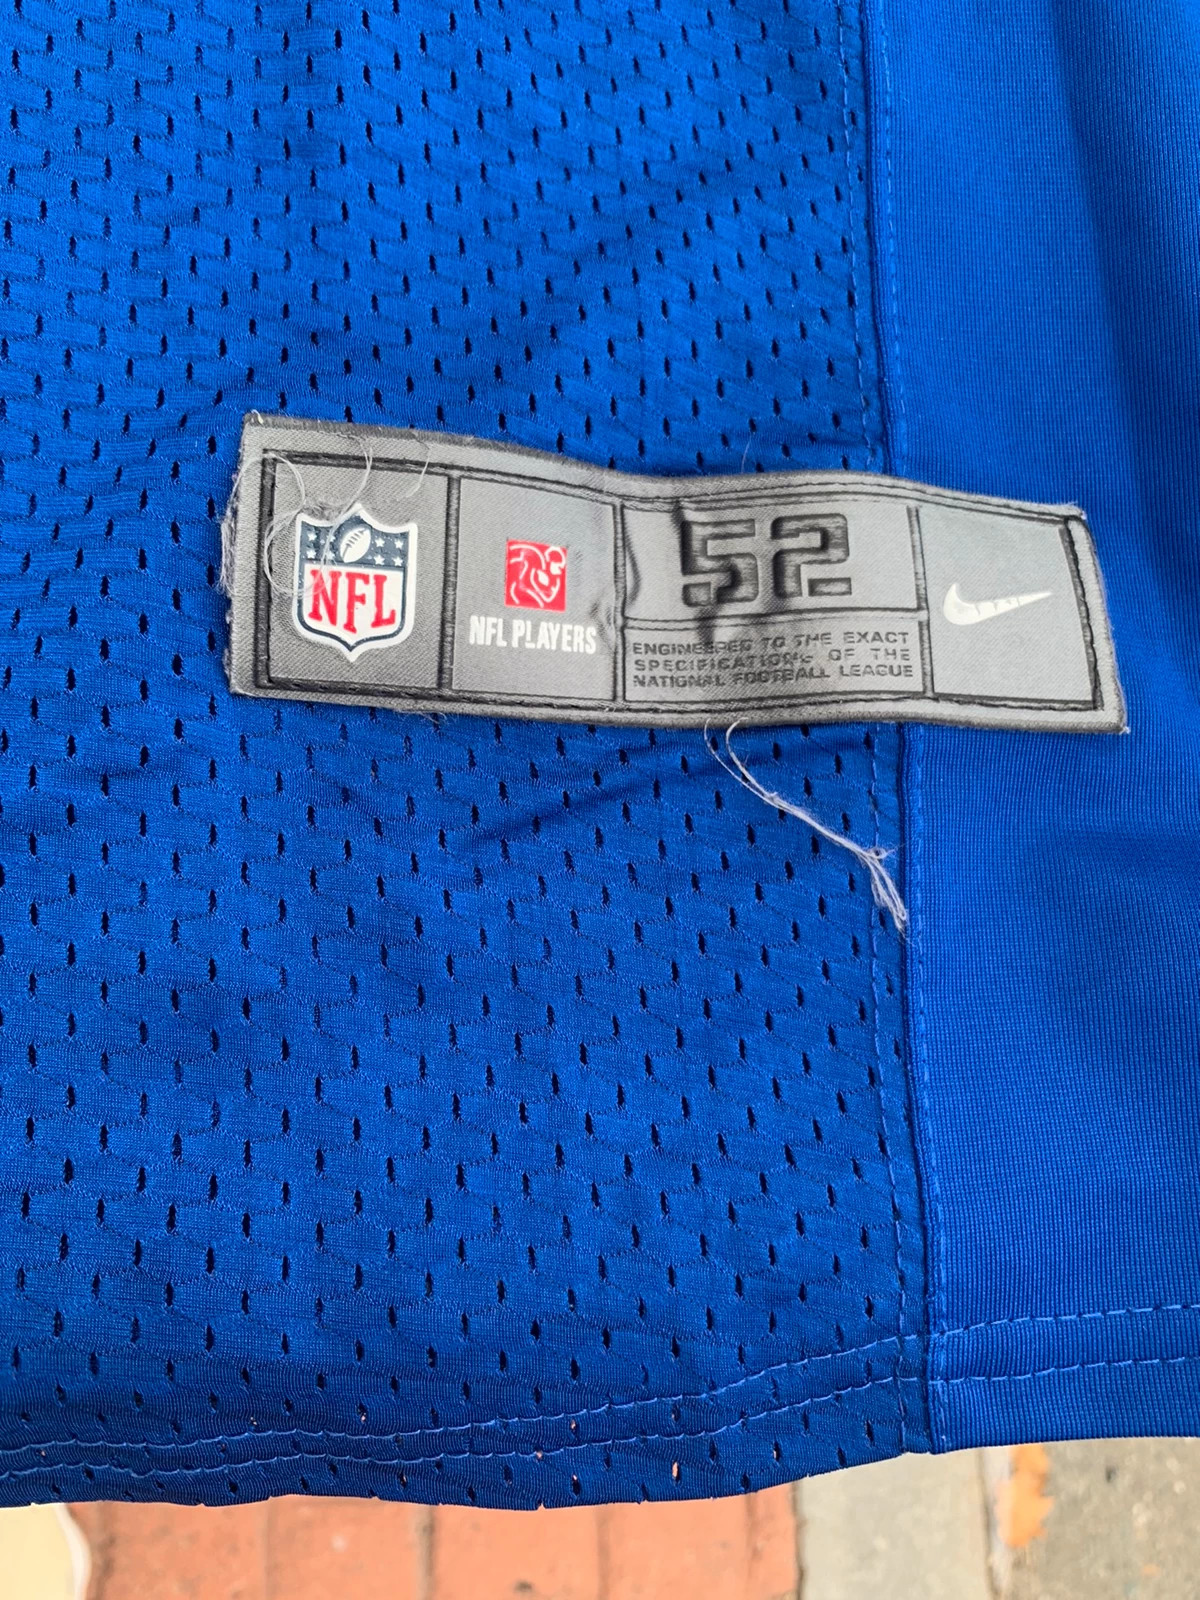 NFL
NFL PLAYERS
52
ENGINEERED TO THE EXACT
SPECIFICATIONS OF THE
NATIONAL FOOTBALL LEAGUE